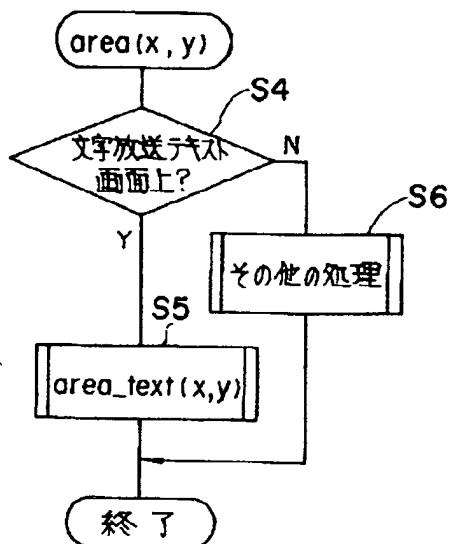 area(x,y)
S4
文字放送テキスト
画面上?
N
S6
Y
その他の処理
S5
area_text(x,y)
終了